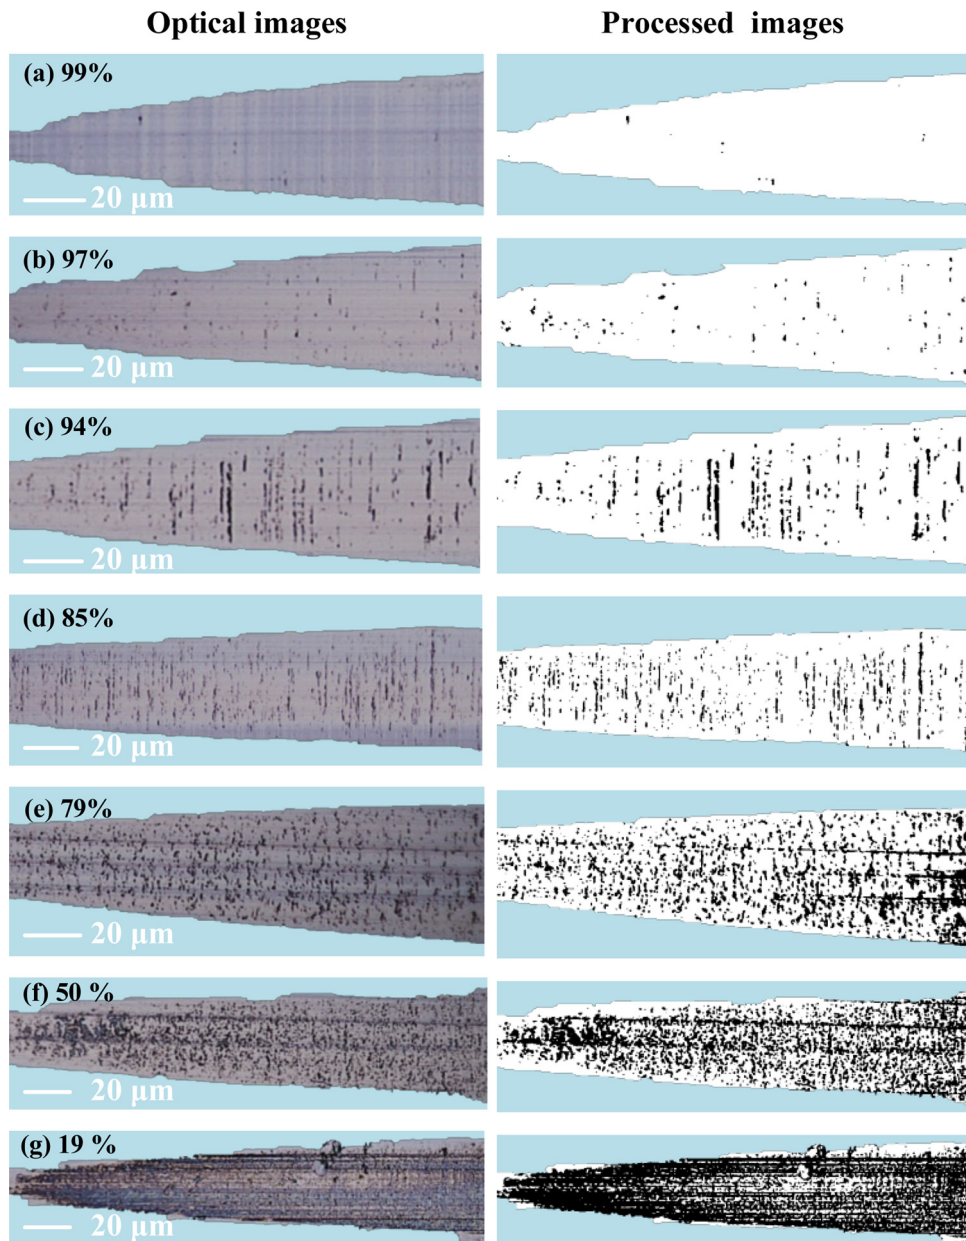 Optical images
Processed images
(a) 99%
20 µm
(b) 97%
20 µm
(c) 94%
20 µm
(d) 85%
20 µm
(e) 79%
20 µm
(f) 50 %
20 µm
(g) 19 %
20 µm